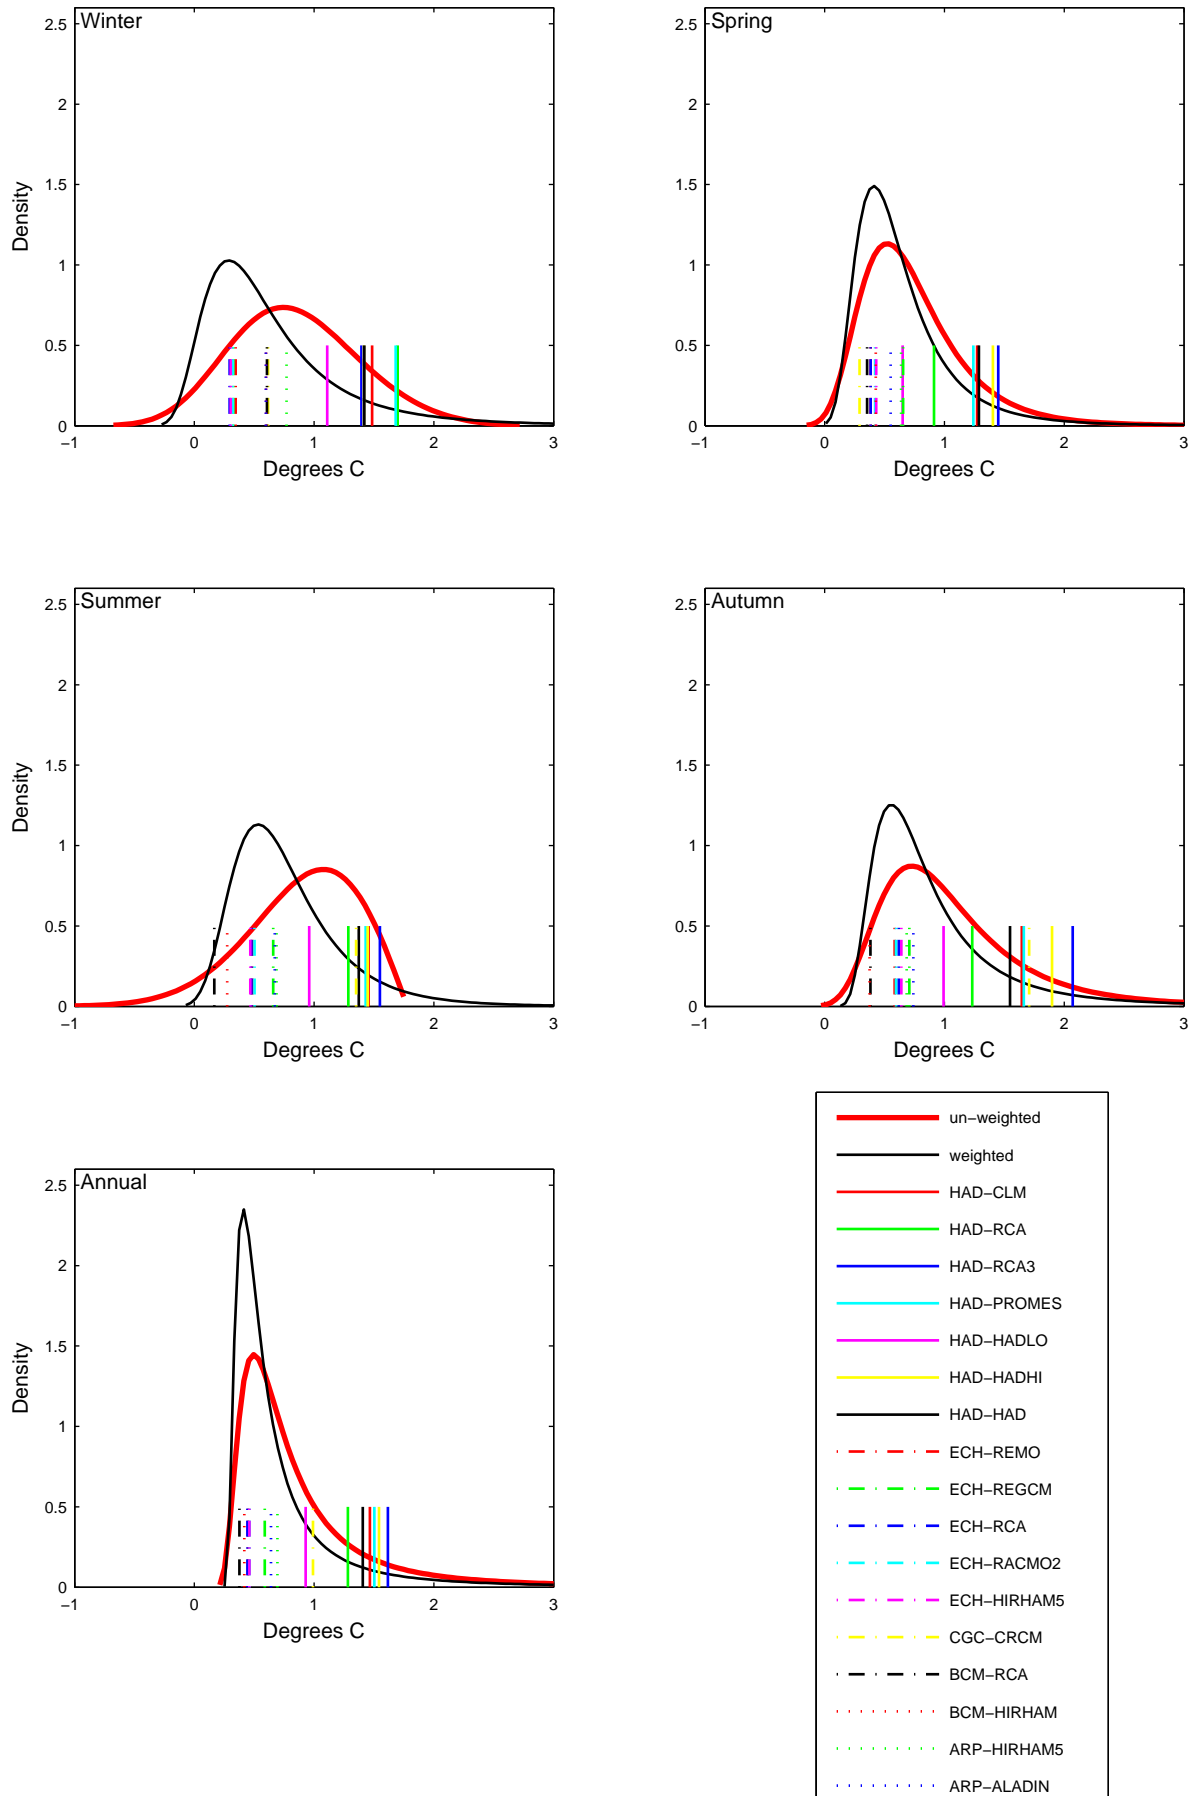 Winter
2.5
2
1.5
1
0.5
0
Density
−1 0 1 2 3
Degrees C
Spring
2.5
2
1.5
1
0.5
0
−1 0 1 2 3
Degrees C
Summer
2.5
2
1.5
1
0.5
0
Density
−1 0 1 2 3
Degrees C
Autumn
2.5
2
1.5
1
0.5
0
−1 0 1 2 3
Degrees C
Annual
2.5
2
1.5
1
0.5
0
Density
−1 0 1 2 3
Degrees C
un−weighted
weighted
HAD−CLM
HAD−RCA
HAD−RCA3
HAD−PROMES
HAD−HADLO
HAD−HADHI
HAD−HAD
ECH−REMO
ECH−REGCM
ECH−RCA
ECH−RACMO2
ECH−HIRHAM5
CGC−CRCM
BCM−RCA
BCM−HIRHAM
ARP−HIRHAM5
ARP−ALADIN